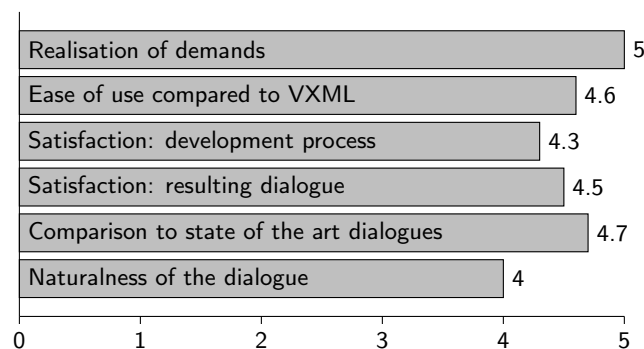 Realisation of demands 5
Ease of use compared to VXML 4.6
Satisfaction: development process 4.3
Satisfaction: resulting dialogue 4.5
Comparison to state of the art dialogues 4.7
Naturalness of the dialogue 4
0 1 2 3 4 5